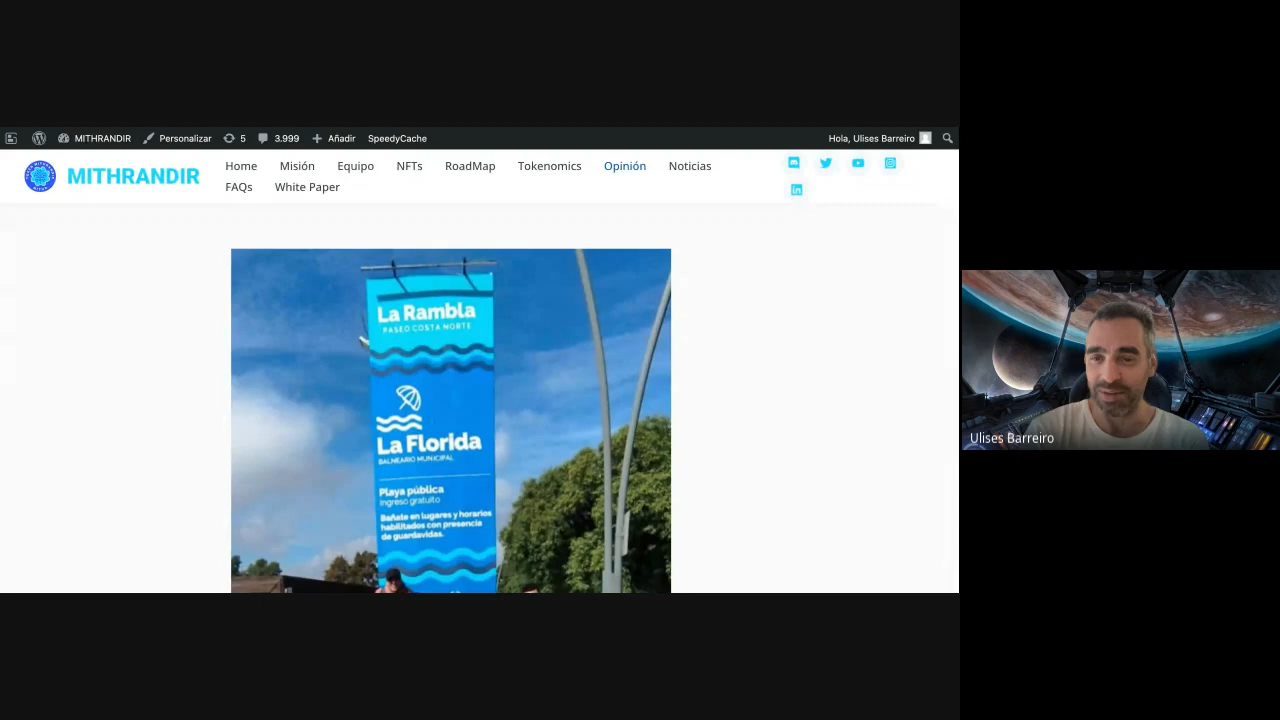 MITHRANDIR
Personalizar
5
3.999
Añadir
SpeedyCache
Hola, Ulises Barreiro
MITHRANDIR
Home
Misión
Equipo
NFTs
RoadMap
Tokenomics
Opinión
Noticias
FAQs
White Paper
La Rambla
PASEO COSTA NORTE
La Florida
BALNEARIO MUNICIPAL
Playa pública
ingreso gratuito
Bañate en lugares y horarios
habilitados con presencia
de guardavidas.
Ulises Barreiro